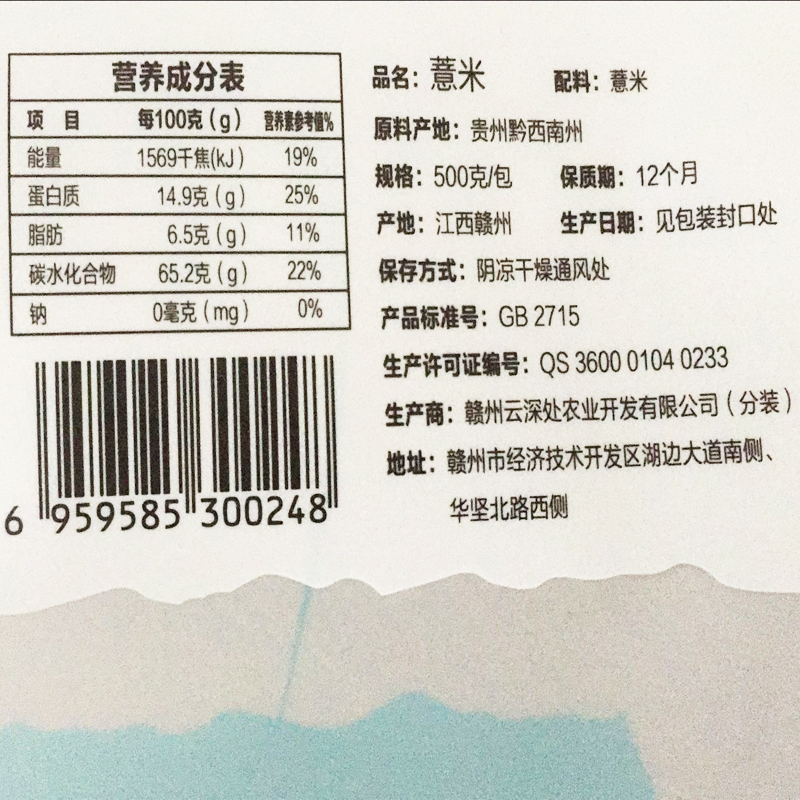 营养成分表
项 目 每100克(g) 营养素参考值%
能量 1569千焦(kJ) 19%
蛋白质 14.9克(g) 25%
脂肪 6.5克(g) 11%
碳水化合物 65.2克(g) 22%
钠 0毫克(mg) 0%
6 959585 300248
品名：薏米 配料：薏米
原料产地：贵州黔西南州
规格：500克/包 保质期：12个月
产地：江西赣州 生产日期：见包装封口处
保存方式：阴凉干燥通风处
产品标准号：GB 2715
生产许可证编号：QS 3600 0104 0233
生产商：赣州云深处农业开发有限公司(分装)
地址：赣州市经济技术开发区湖边大道南侧、
华坚北路西侧